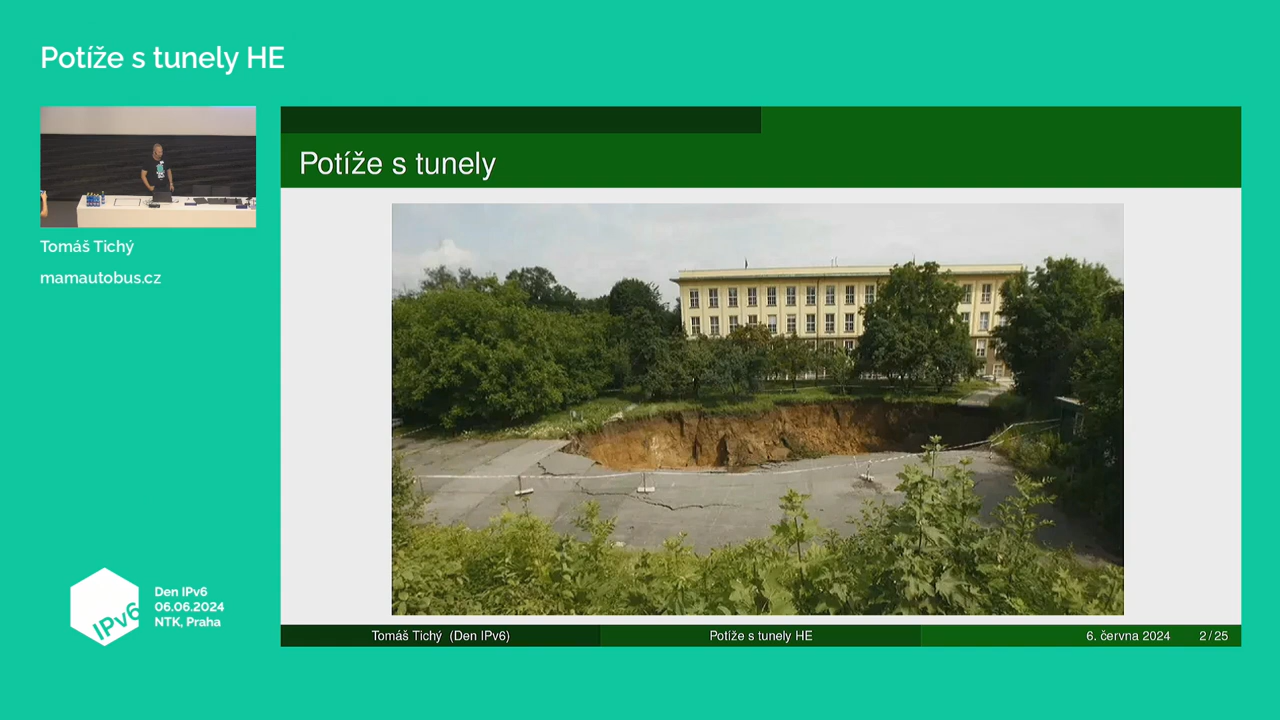 Potíže s tunely HE
Tomáš Tichý
mamautobus.cz
Potíže s tunely
IPv6
Den IPv6
06.06.2024
NTK, Praha
Tomáš Tichý (Den IPv6)
Potíže s tunely HE
6. června 2024
2 / 25